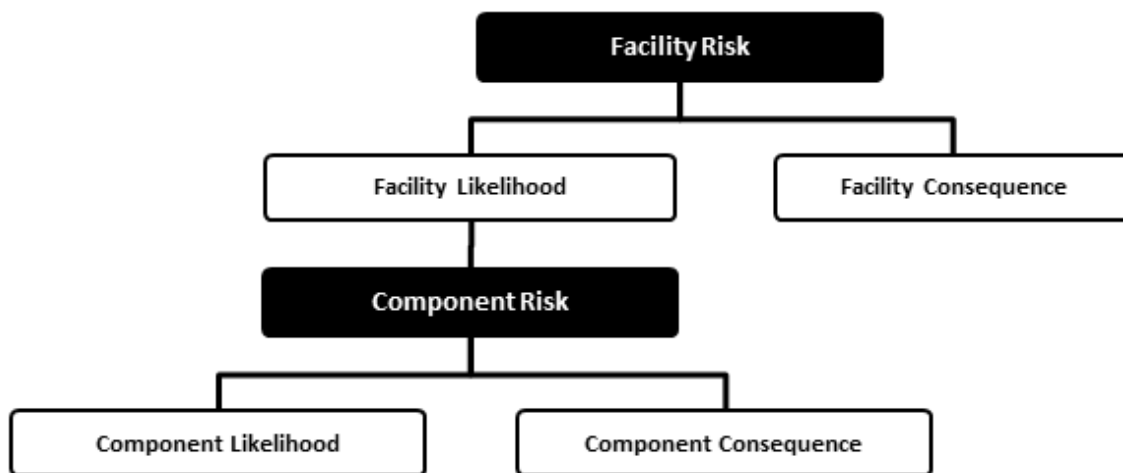 Facility Risk
Facility Likelihood
Facility Consequence
Component Risk
Component Likelihood
Component Consequence